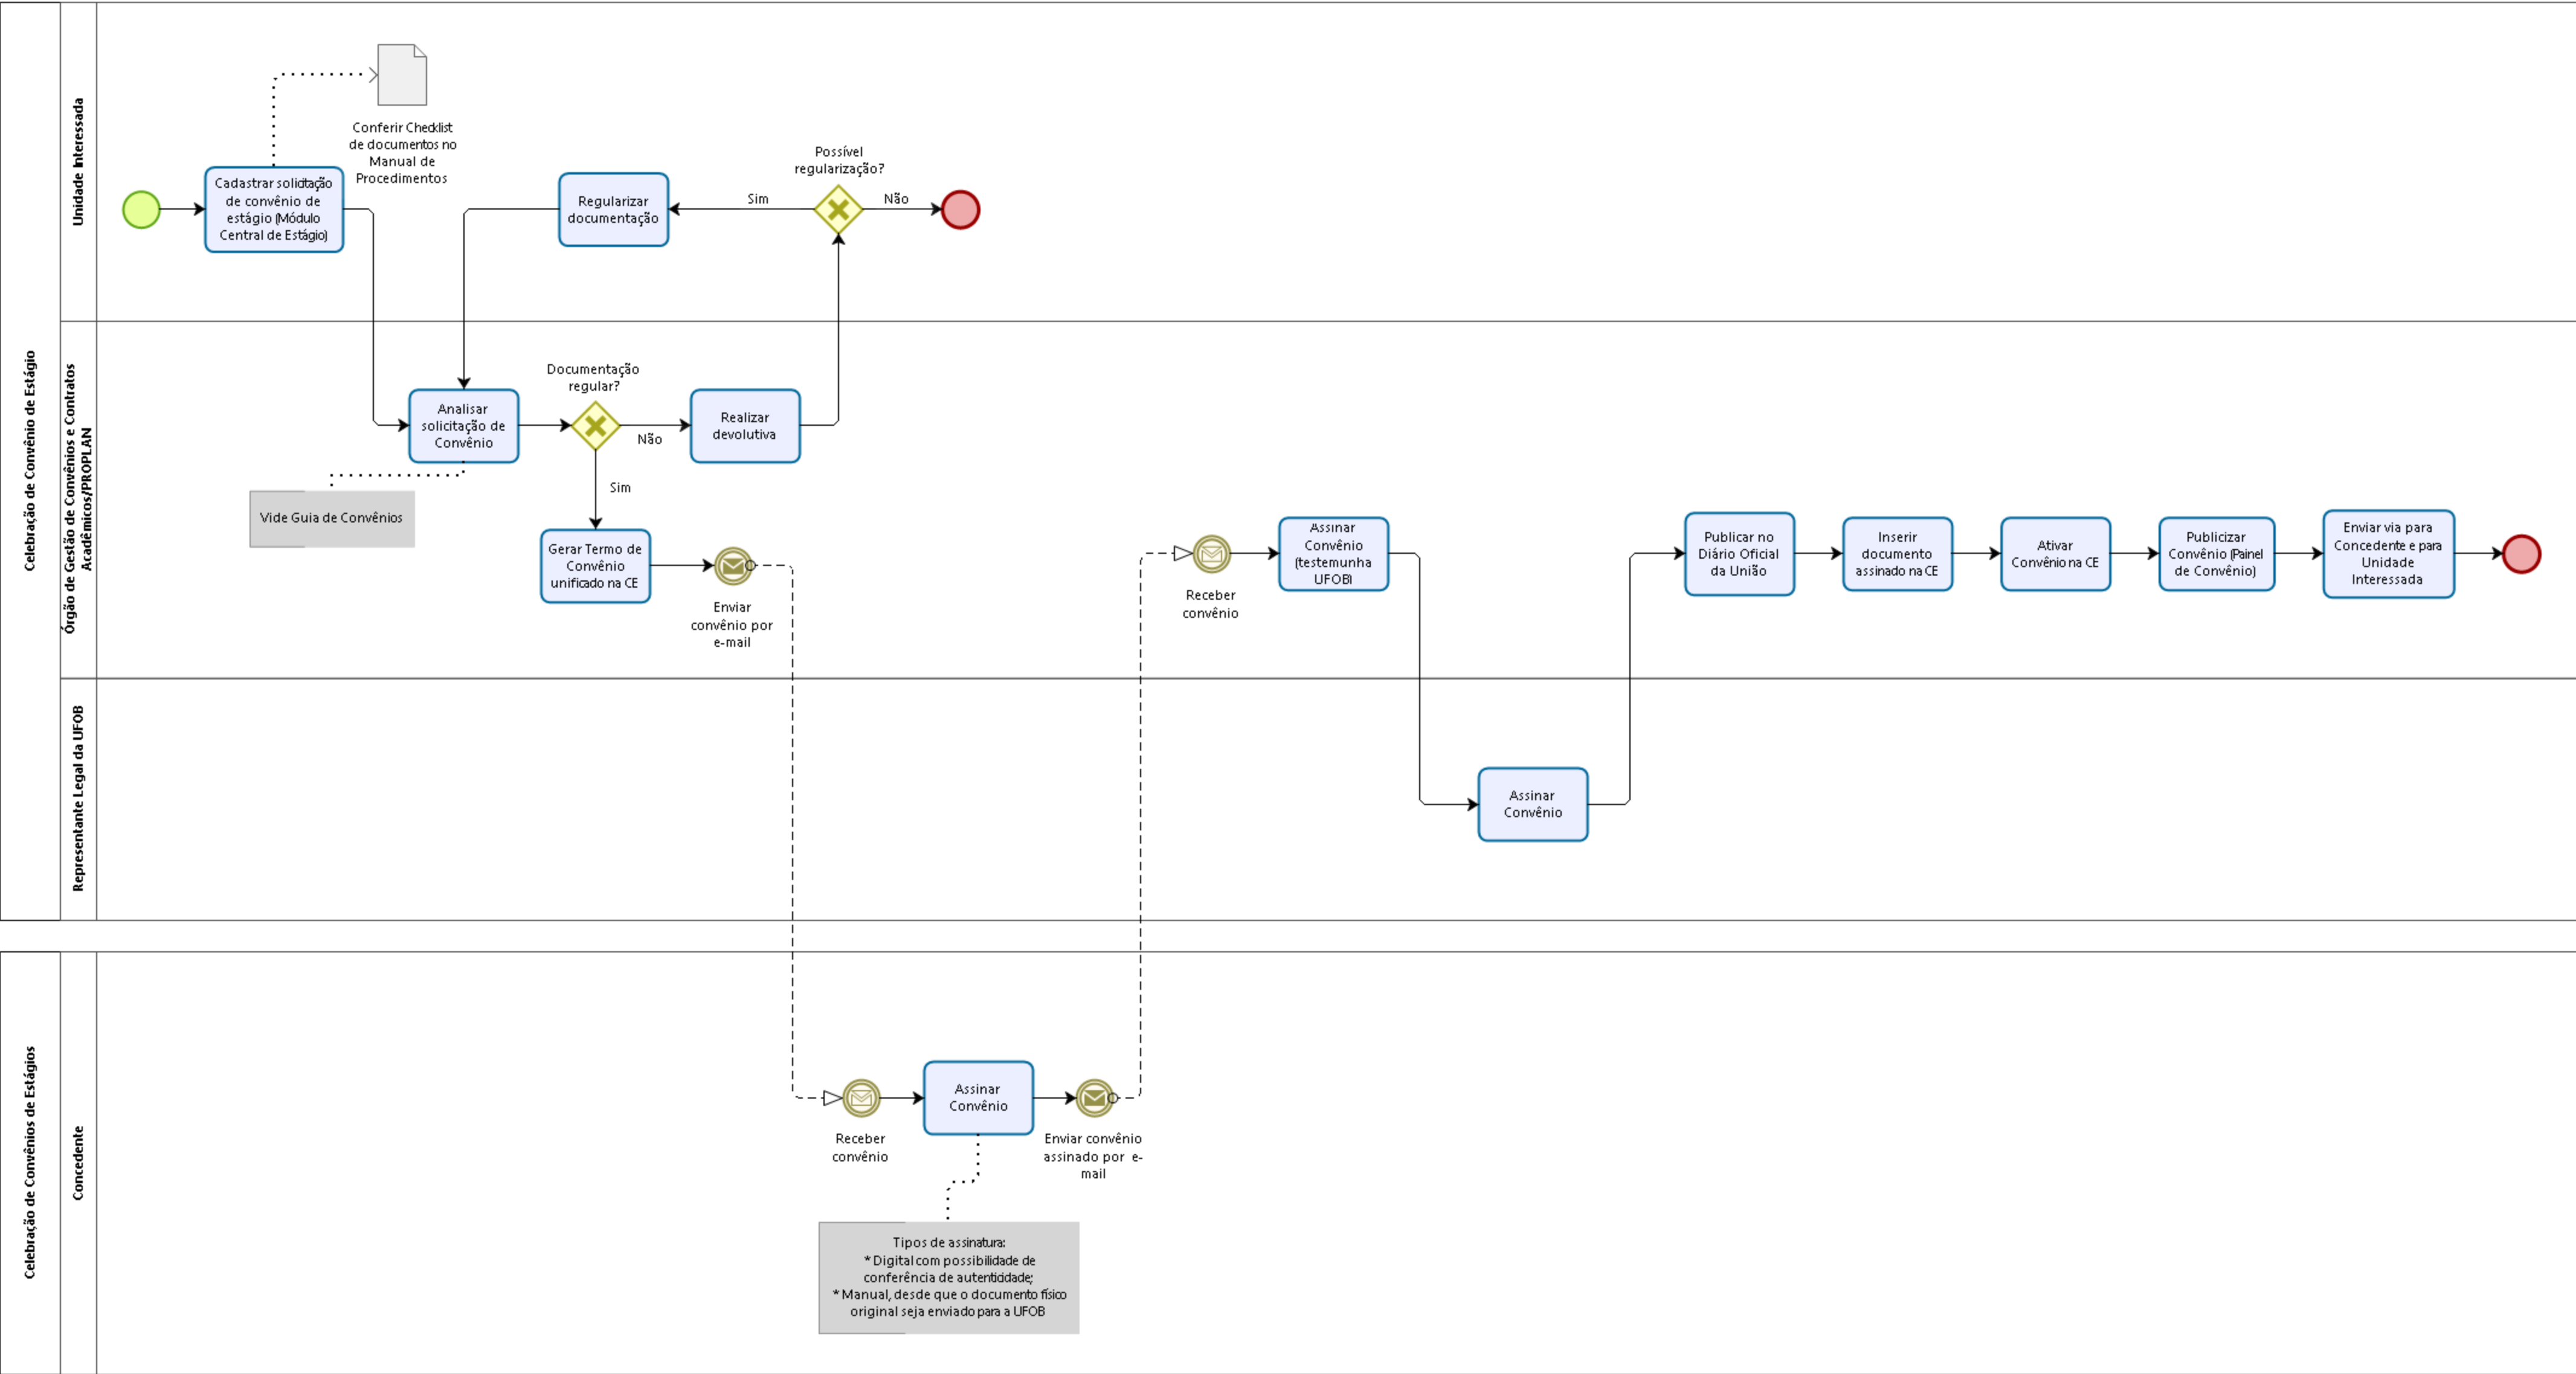 Celebração de Convênio de Estágio
Unidade Interessada
Conferir Checklist
de documentos no
Manual de
Procedimentos
Cadastrar solicitação
de convênio de
estágio (Módulo
Central de Estágio)
Regularizar
documentação
Sim
Possível
regularização?
Não
Órgão de Gestão de Convênios e Contratos
Acadêmicos/PROPLAN
Analisar
solicitação de
Convênio
Vide Guia de Convênios
Documentação
regular?
Não
Realizar
devolutiva
Sim
Gerar Termo de
Convênio
unificado na CE
Enviar
convênio por
e-mail
Receber
convênio
Assinar
Convênio
(testemunha
UFOB)
Publicar no
Diário Oficial
da União
Inserir
documento
assinado na CE
Ativar
Convênio na CE
Publicizar
Convênio (Painel
de Convênio)
Enviar via para
Concedente e para
Unidade
Interessada
Representante Legal da UFOB
Assinar
Convênio
Celebração de Convênios de Estágios
Concedente
Receber
convênio
Assinar
Convênio
Enviar convênio
assinado por e-
mail
Tipos de assinatura:
* Digital com possibilidade de
conferência de autenticidade;
* Manual, desde que o documento físico
original seja enviado para a UFOB